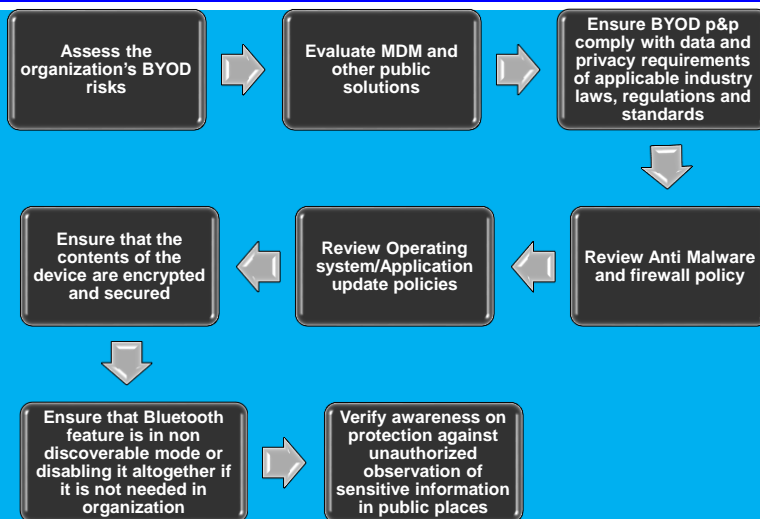 Assess the
organization's BYOD
risks
Evaluate MDM and
other public
solutions
Ensure BYOD p&p
comply with data and
privacy requirements
of applicable industry
laws, regulations and
standards
Review Anti Malware
and firewall policy
Review Operating
system/Application
update policies
Ensure that the
contents of the
device are encrypted
and secured
Ensure that Bluetooth
feature is in non
discoverable mode or
disabling it altogether if
it is not needed in
organization
Verify awareness on
protection against
unauthorized
observation of
sensitive information
in public places